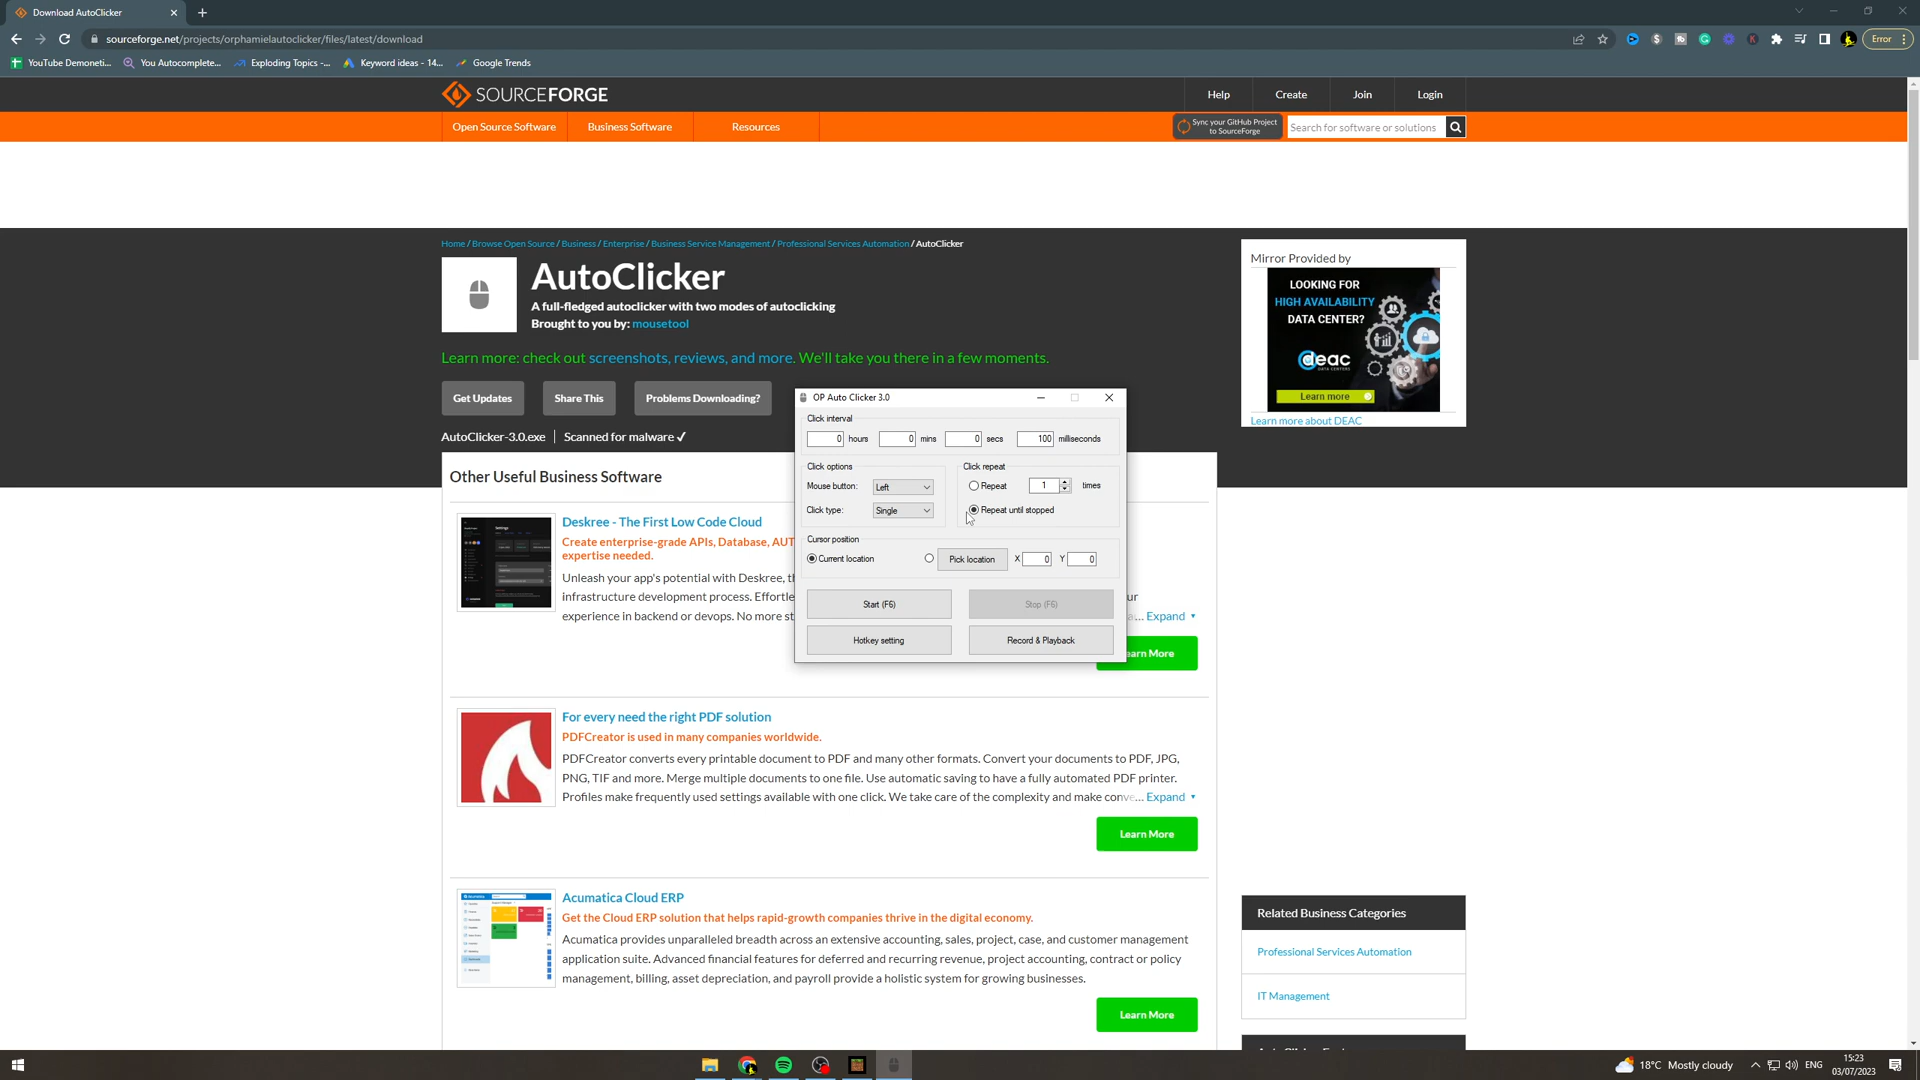 Download AutoClicker
sourceforge.net/projects/orphamielautoclicker/files/latest/download
Error
YouTube Demoneti...
You Autocomplete...
Exploding Topics -...
Keyword ideas - 14...
Google Trends
SOURCEFORGE
Help
Create
Join
Login
Open Source Software
Business Software
Resources
Sync your GitHub Project
to SourceForge
Search for software or solutions
Home / Browse Open Source / Business / Enterprise / Business Service Management / Professional Services Automation / AutoClicker
AutoClicker
A full-fledged autoclicker with two modes of autoclicking
Brought to you by: mousetool
Learn more: check out screenshots, reviews, and more. We'll take you there in a few moments.
Get Updates
Share This
Problems Downloading?
AutoClicker-3.0.exe
Scanned for malware ✓
Mirror Provided by
LOOKING FOR
HIGH AVAILABILITY
DATA CENTER?
deac
DATA CENTERS
Learn more
Learn more about DEAC
OP Auto Clicker 3.0
Click interval
0 hours 0 mins 0 secs 100 milliseconds
Click options
Mouse button: Left
Click type: Single
Click repeat
Repeat 1 times
Repeat until stopped
Cursor position
Current location
Pick location
X 0 Y 0
Start (F6)
Stop (F6)
Hotkey setting
Record & Playback
Other Useful Business Software
Deskree - The First Low Code Cloud
Create enterprise-grade APIs, Database, AUT
expertise needed.
Unleash your app's potential with Deskree, th
infrastructure development process. Effortle
ur
experience in backend or devops. No more st
... Expand
earn More
For every need the right PDF solution
PDFCreator is used in many companies worldwide.
PDFCreator converts every printable document to PDF and many other formats. Convert your documents to PDF, JPG,
PNG, TIF and more. Merge multiple documents to one file. Use automatic saving to have a fully automated PDF printer.
Profiles make frequently used settings available with one click. We take care of the complexity and make conve... Expand
Learn More
Acumatica Cloud ERP
Get the Cloud ERP solution that helps rapid-growth companies thrive in the digital economy.
Acumatica provides unparalleled breadth across an extensive accounting, sales, project, case, and customer management
application suite. Advanced financial features for deferred and recurring revenue, project accounting, contract or policy
management, billing, asset depreciation, and payroll provide a holistic system for growing businesses.
Learn More
Related Business Categories
Professional Services Automation
IT Management
18°C Mostly cloudy
ENG
15:23
03/07/2023